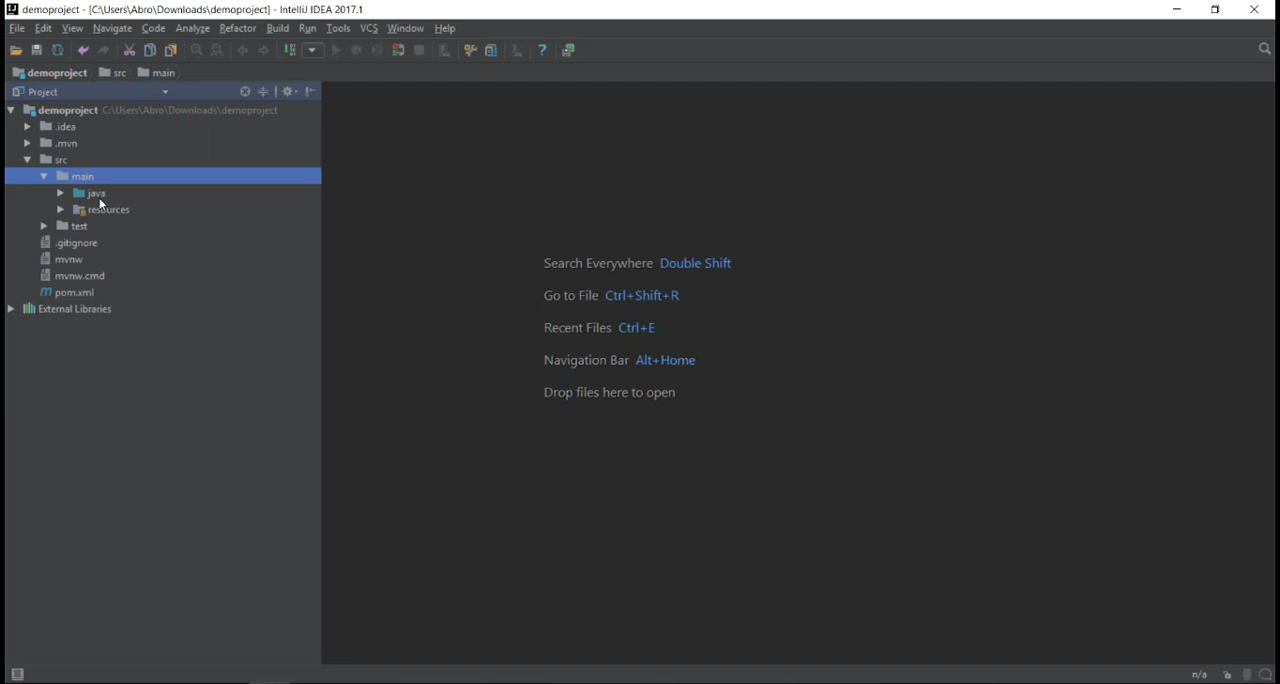 demoproject - [C:\Users\Abro\Downloads\demoproject] - IntelliJ IDEA 2017.1
File Edit View Navigate Code Analyze Refactor Build Run Tools VCS Window Help
demoproject src main
Project
demoproject C:\Users\Abro\Downloads\demoproject
.idea
.mvn
src
main
java
resources
test
.gitignore
mvnw
mvnw.cmd
pom.xml
External Libraries
Search Everywhere Double Shift
Go to File Ctrl+Shift+R
Recent Files Ctrl+E
Navigation Bar Alt+Home
Drop files here to open
n/a